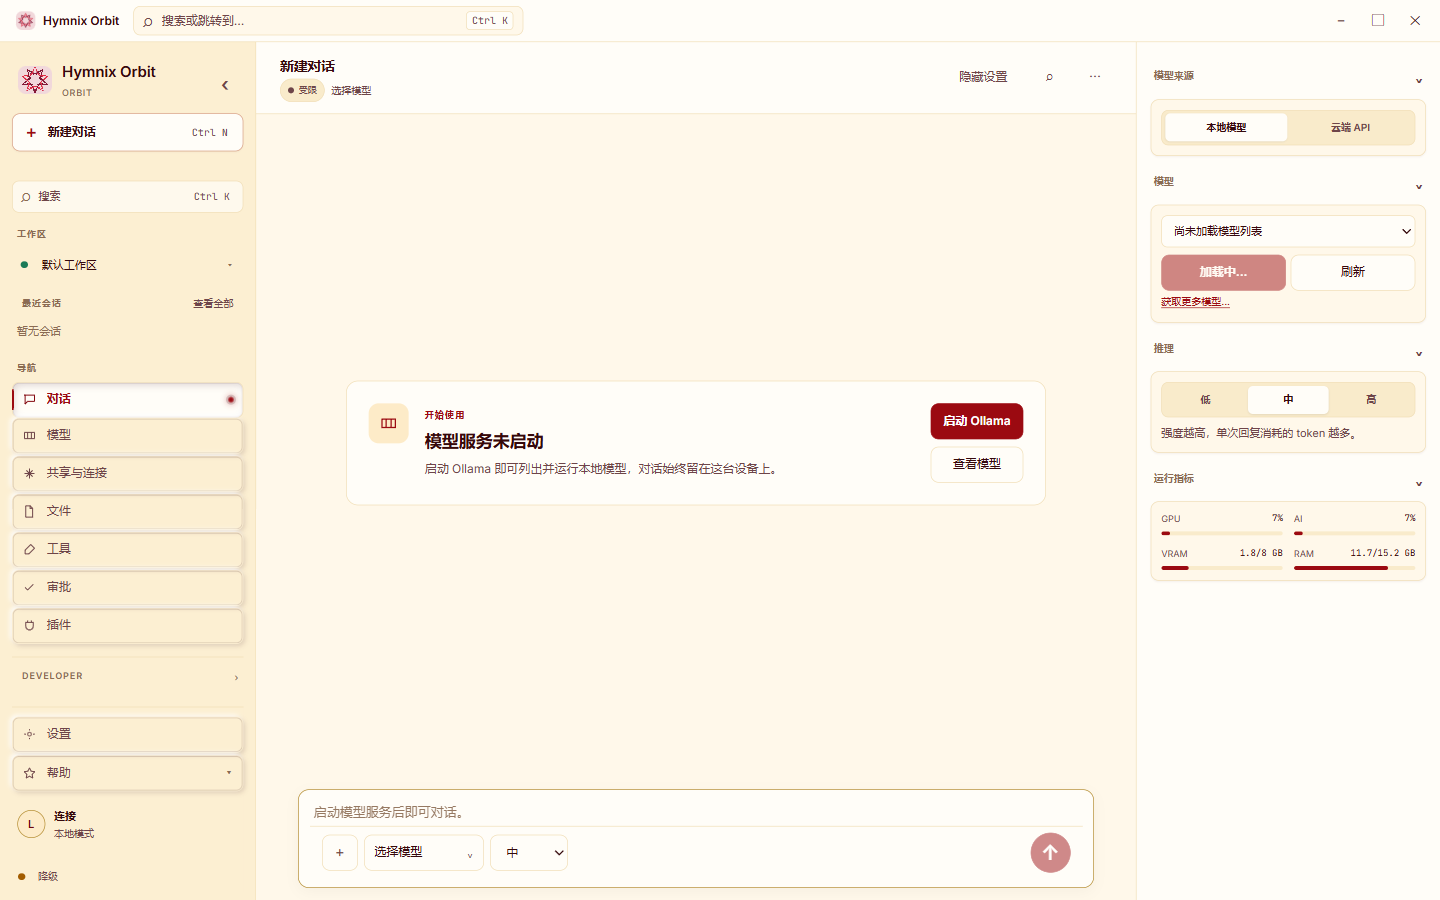 Hymnix Orbit
搜索或跳转到...
Ctrl K
Hymnix Orbit
ORBIT
新建对话
Ctrl N
搜索
Ctrl K
工作区
默认工作区
最近会话
查看全部
暂无会话
导航
对话
模型
共享与连接
文件
工具
审批
插件
DEVELOPER
设置
帮助
L
连接
本地模式
降级
新建对话
受限
选择模型
隐藏设置
开始使用
模型服务未启动
启动 Ollama 即可列出并运行本地模型，对话始终留在这台设备上。
启动 Ollama
查看模型
启动模型服务后即可对话。
选择模型
中
模型来源
本地模型
云端 API
模型
尚未加载模型列表
加载中...
刷新
获取更多模型...
推理
低
中
高
强度越高，单次回复消耗的 token 越多。
运行指标
GPU
7%
AI
7%
VRAM
1.8/8 GB
RAM
11.7/15.2 GB